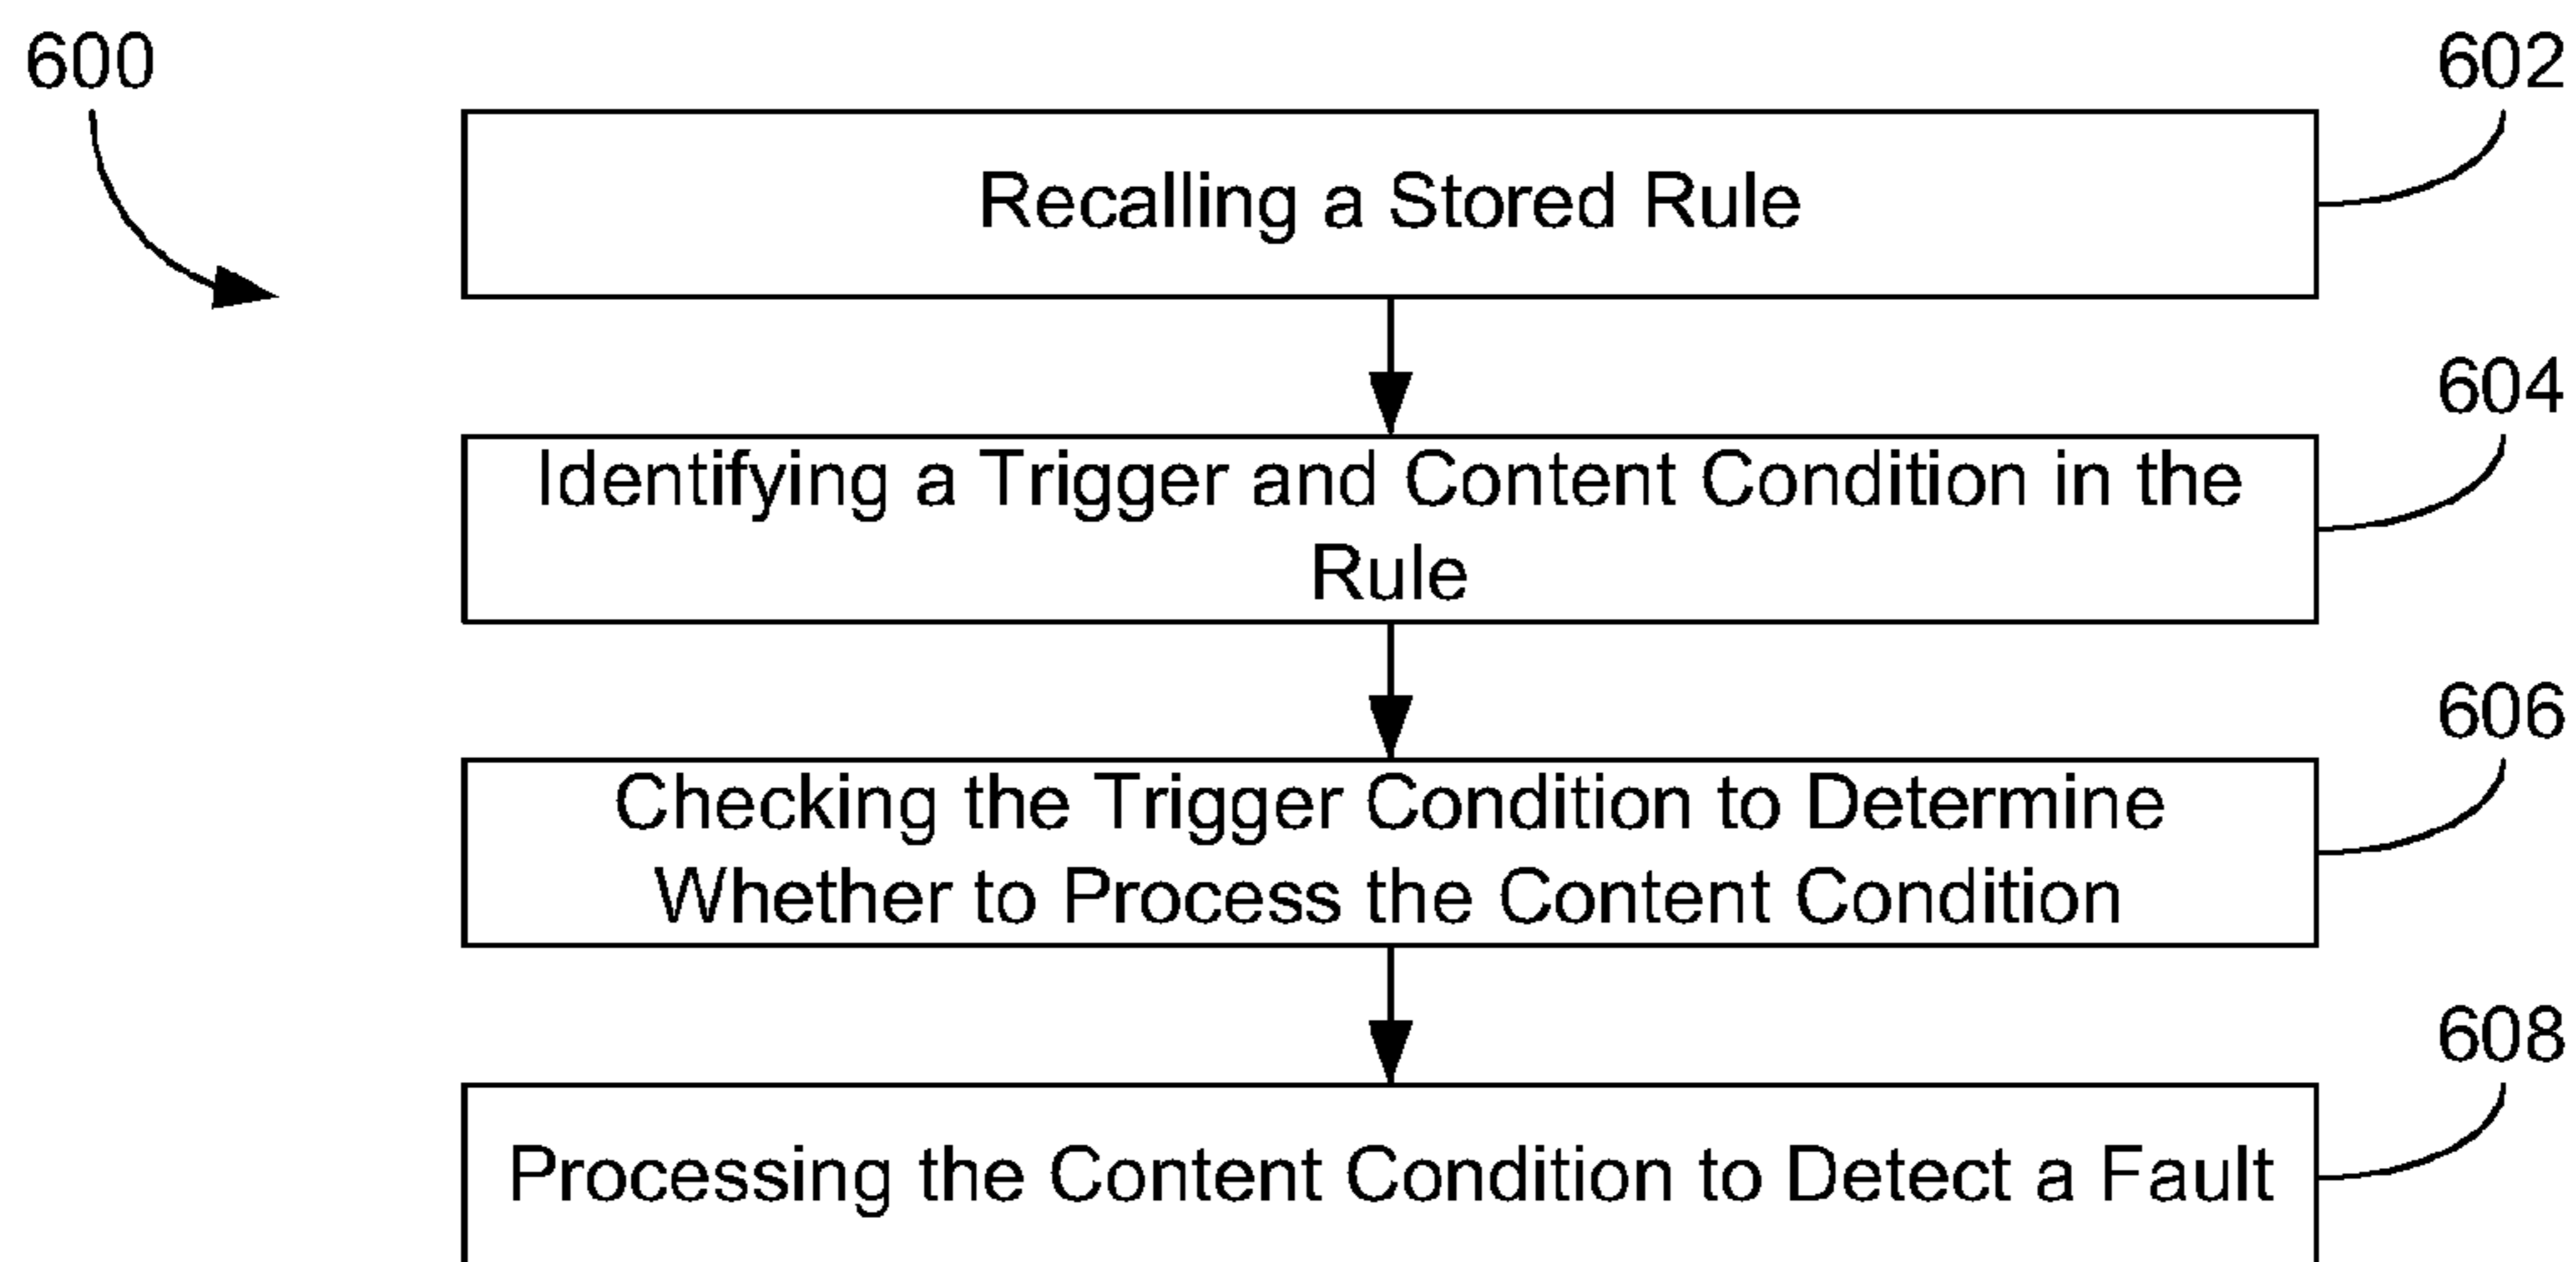 600
602
Recalling a Stored Rule
604
Identifying a Trigger and Content Condition in the
Rule
606
Checking the Trigger Condition to Determine
Whether to Process the Content Condition
608
Processing the Content Condition to Detect a Fault